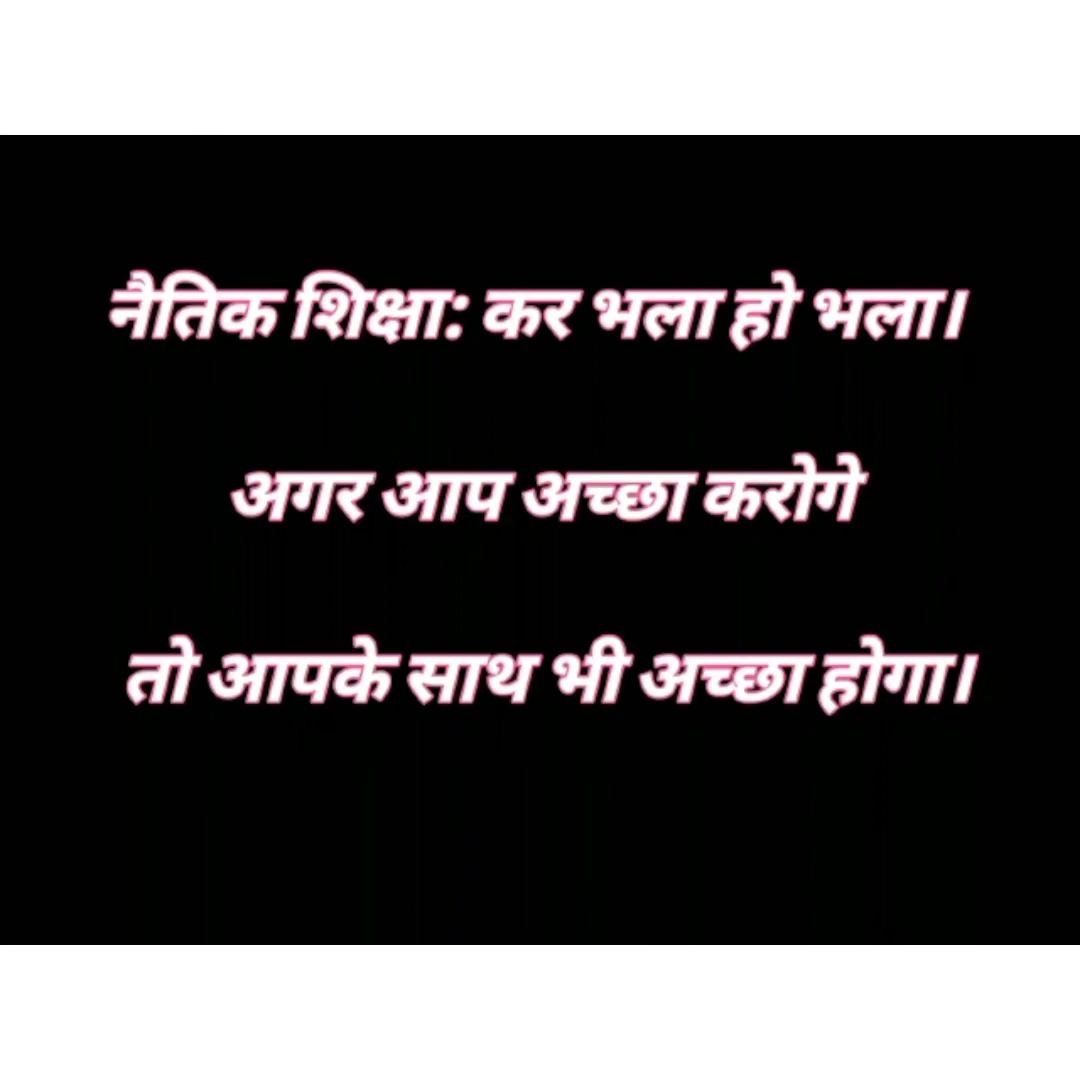 नैतिक शिक्षा: कर भला हो भला।
अगर आप अच्छा करोगे
तो आपके साथ भी अच्छा होगा।